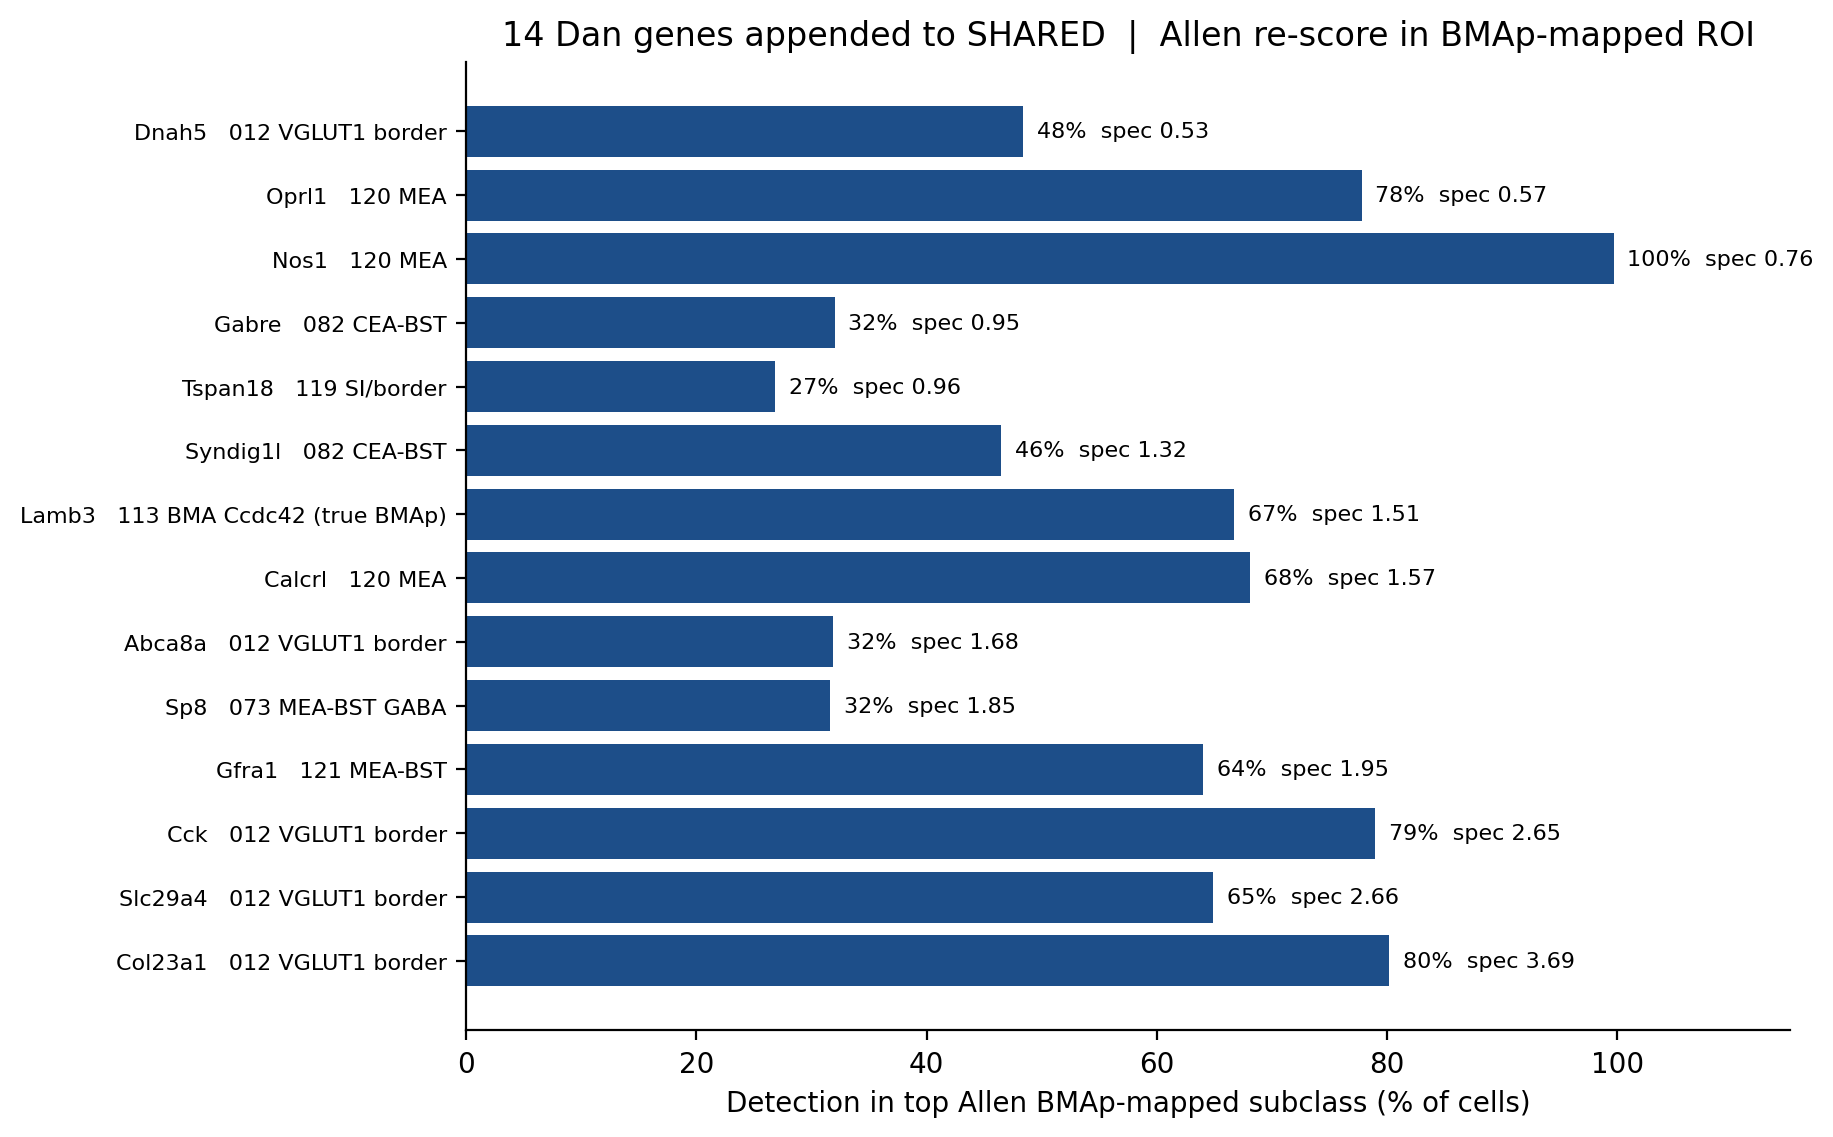 14 Dan genes appended to SHARED | Allen re-score in BMAp-mapped ROI
Dnah5 012 VGLUT1 border 48% spec 0.53
Oprl1 120 MEA 78% spec 0.57
Nos1 120 MEA 100% spec 0.76
Gabre 082 CEA-BST 32% spec 0.95
Tspan18 119 SI/border 27% spec 0.96
Syndig1l 082 CEA-BST 46% spec 1.32
Lamb3 113 BMA Ccdc42 (true BMAp) 67% spec 1.51
Calcrl 120 MEA 68% spec 1.57
Abca8a 012 VGLUT1 border 32% spec 1.68
Sp8 073 MEA-BST GABA 32% spec 1.85
Gfra1 121 MEA-BST 64% spec 1.95
Cck 012 VGLUT1 border 79% spec 2.65
Slc29a4 012 VGLUT1 border 65% spec 2.66
Col23a1 012 VGLUT1 border 80% spec 3.69
0 20 40 60 80 100
Detection in top Allen BMAp-mapped subclass (% of cells)